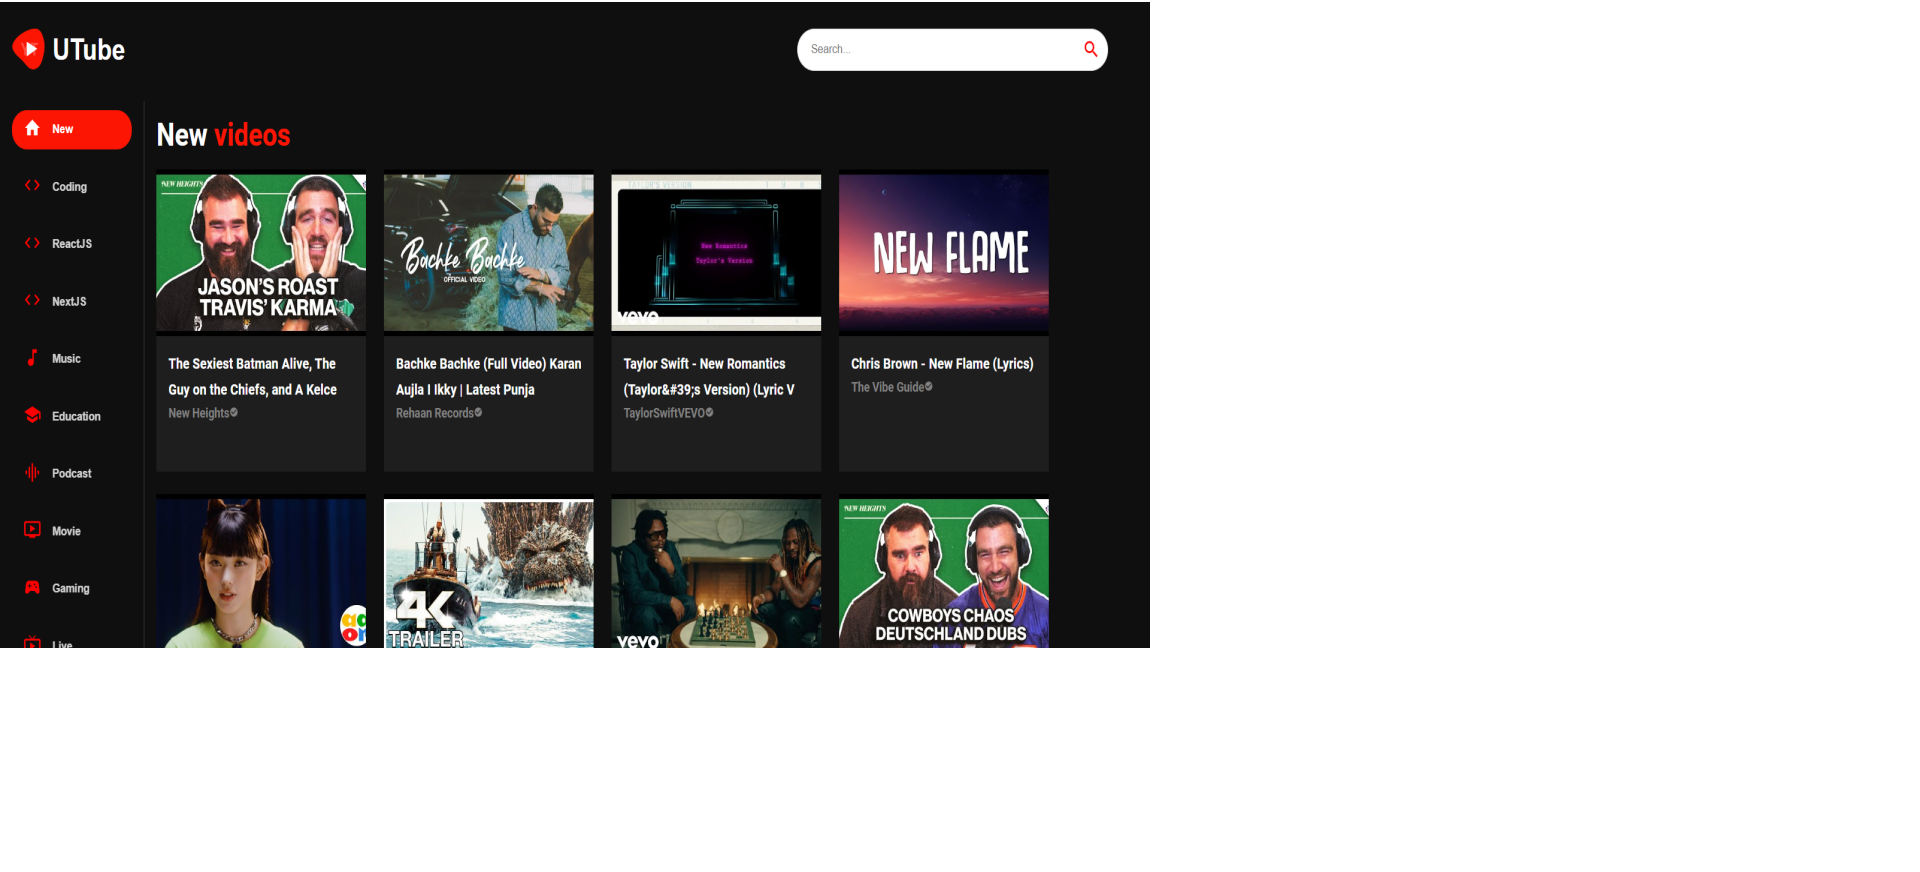 UTube
Search...
New
Coding
ReactJS
NextJS
Music
Education
Podcast
Movie
Gaming
Live
New videos
NEW HEIGHTS
JASON'S ROAST
TRAVIS' KARMA
The Sexiest Batman Alive, The
Guy on the Chiefs, and A Kelce
New Heights
Bachke Bachke
OFFICIAL VIDEO
Bachke Bachke (Full Video) Karan
Aujla I Ikky | Latest Punja
Rehaan Records
TAYLOR'S VERSION
New Romantics
Taylor's Version
vevo
Taylor Swift - New Romantics
(Taylor&#39;s Version) (Lyric V
TaylorSwiftVEVO
NEW FLAME
Chris Brown - New Flame (Lyrics)
The Vibe Guide
4K
TRAILER
vevo
NEW HEIGHTS
COWBOYS CHAOS
DEUTSCHLAND DUBS